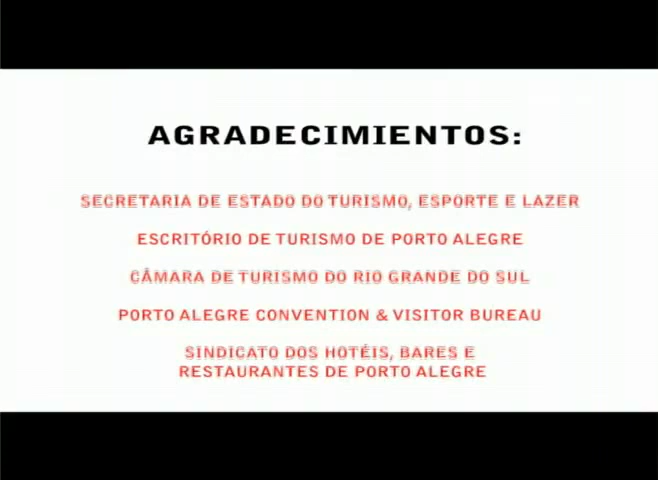 AGRADECIMIENTOS:
SECRETARIA DE ESTADO DO TURISMO, ESPORTE E LAZER
ESCRITÓRIO DE TURISMO DE PORTO ALEGRE
CÂMARA DE TURISMO DO RIO GRANDE DO SUL
PORTO ALEGRE CONVENTION & VISITOR BUREAU
SINDICATO DOS HOTÉIS, BARES E
RESTAURANTES DE PORTO ALEGRE